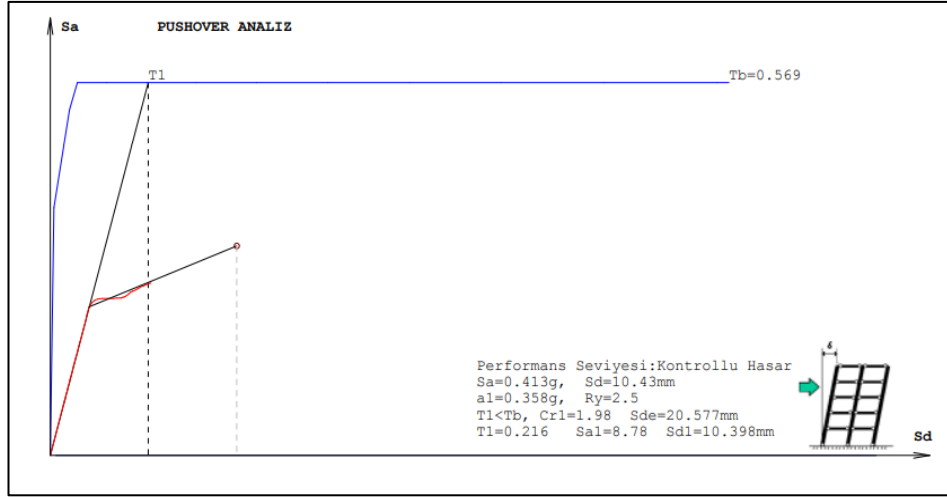 Sa
PUSHOVER ANALIZ
T1
Tb=0.569
Performans Seviyesi:Kontrollu Hasar
Sa=0.413g, Sd=10.43mm
a1=0.358g, Ry=2.5
T1<Tb, Cr1=1.98 Sde=20.577mm
T1=0.216 Sa1=8.78 Sd1=10.398mm
δ
Sd